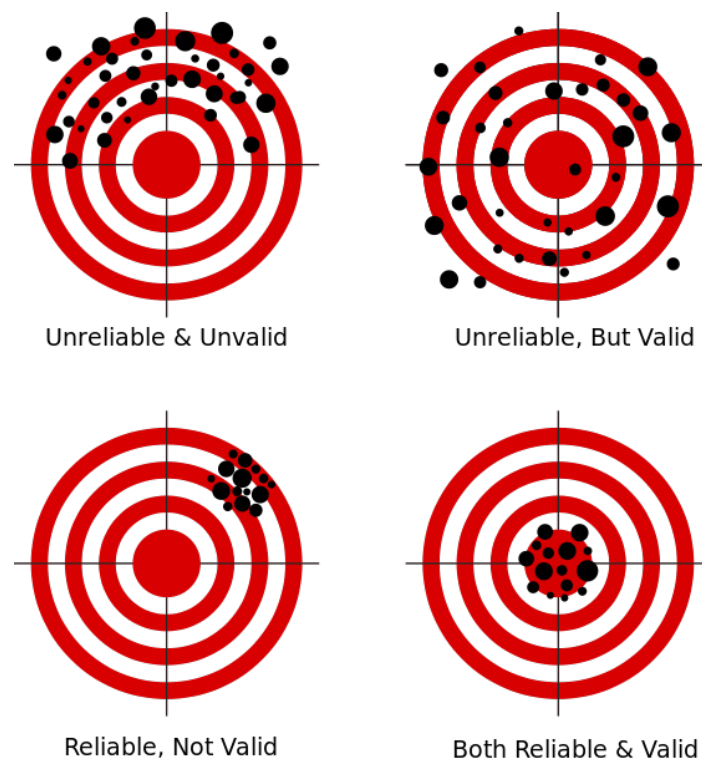 Unreliable & Unvalid
Unreliable, But Valid
Reliable, Not Valid
Both Reliable & Valid